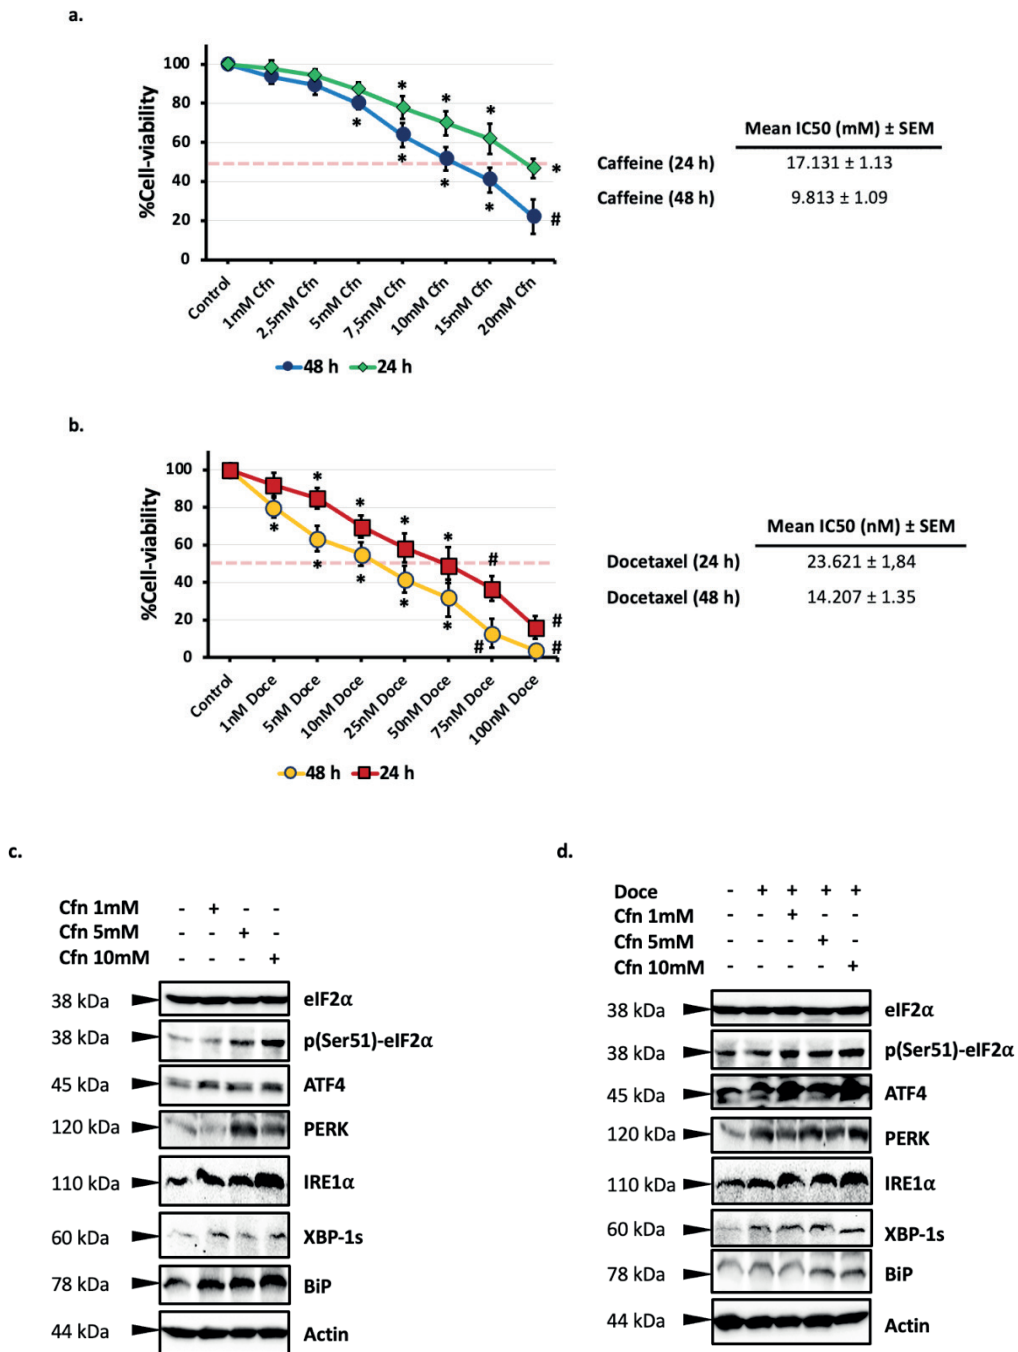 a.
%Cell-viability
100
80
60
40
20
0
* * * *
* * * * #
Control 1mM Cfn 2,5mM Cfn 5mM Cfn 7,5mM Cfn 10mM Cfn 15mM Cfn 20mM Cfn
48 h 24 h
Mean IC50 (mM) ± SEM
Caffeine (24 h) 17.131 ± 1.13
Caffeine (48 h) 9.813 ± 1.09
b.
%Cell-viability
100
80
60
40
20
0
* * * * # #
* * * * * # #
Control 1nM Doce 5nM Doce 10nM Doce 25nM Doce 50nM Doce 75nM Doce 100nM Doce
48 h 24 h
Mean IC50 (nM) ± SEM
Docetaxel (24 h) 23.621 ± 1,84
Docetaxel (48 h) 14.207 ± 1.35
c.
Cfn 1mM - + - -
Cfn 5mM - - + -
Cfn 10mM - - - +
38 kDa eIF2α
38 kDa p(Ser51)-eIF2α
45 kDa ATF4
120 kDa PERK
110 kDa IRE1α
60 kDa XBP-1s
78 kDa BiP
44 kDa Actin
d.
Doce - + + + +
Cfn 1mM - - + - -
Cfn 5mM - - - + -
Cfn 10mM - - - - +
38 kDa eIF2α
38 kDa p(Ser51)-eIF2α
45 kDa ATF4
120 kDa PERK
110 kDa IRE1α
60 kDa XBP-1s
78 kDa BiP
44 kDa Actin